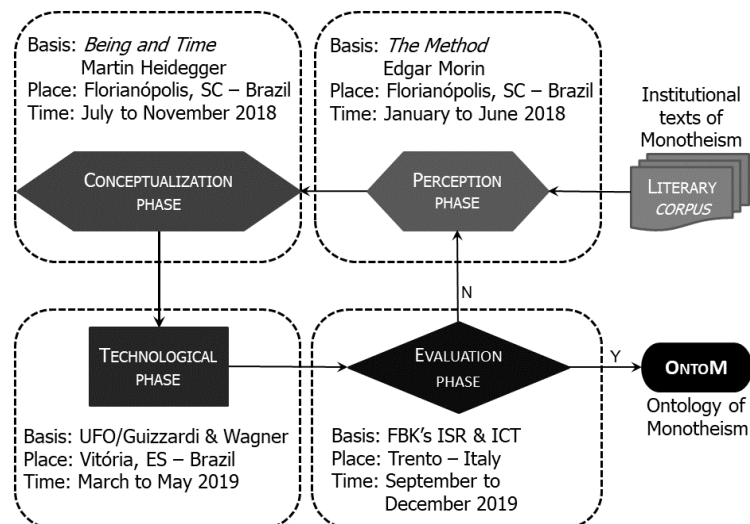 Basis: Being and Time
Martin Heidegger
Place: Florianópolis, SC – Brazil
Time: July to November 2018
CONCEPTUALIZATION
PHASE
Basis: The Method
Edgar Morin
Place: Florianópolis, SC – Brazil
Time: January to June 2018
PERCEPTION
PHASE
Institutional
texts of
Monotheism
LITERARY
CORPUS
N
TECHNOLOGICAL
PHASE
Basis: UFO/Guizzardi & Wagner
Place: Vitória, ES – Brazil
Time: March to May 2019
EVALUATION
PHASE
Basis: FBK's ISR & ICT
Place: Trento – Italy
Time: September to
December 2019
Y
ONTOM
Ontology of
Monotheism